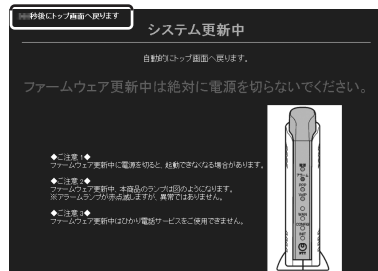 秒後にトップ画面へ戻ります
システム更新中
自動的にトップ画面へ戻ります。
ファームウェア更新中は絶対に電源を切らないでください。
◆ご注意1◆
ファームウェア更新中に電源を切ると、起動できなくなる場合があります。
◆ご注意2◆
ファームウェア更新中、本商品のランプは図のようになります。
※アラームランプが赤点滅しますが、異常ではありません。
◆ご注意3◆
ファームウェア更新中はひかり電話サービスをご使用できません。